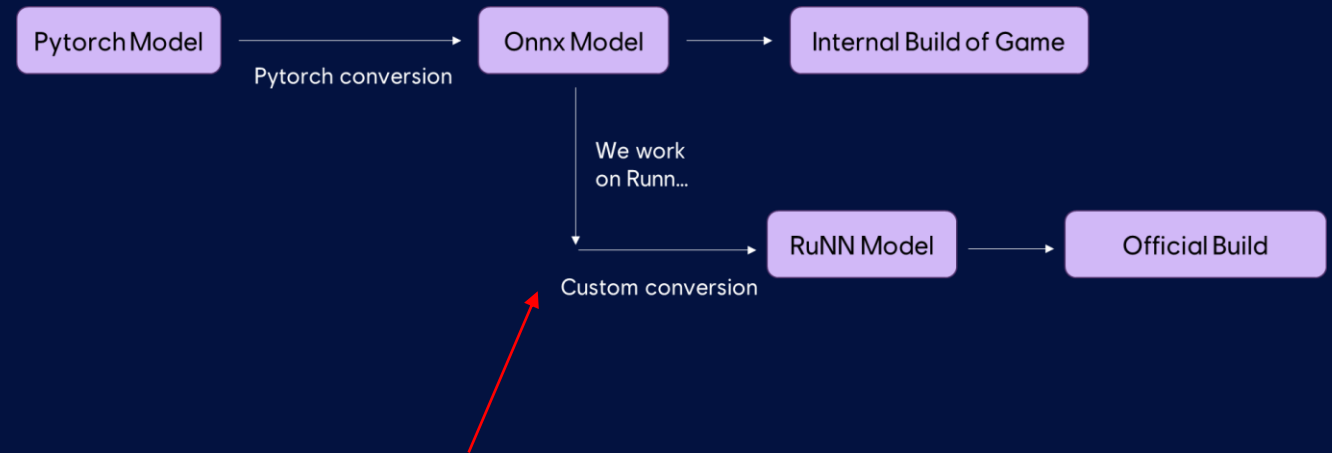 Pytorch Model
Onnx Model
Internal Build of Game
Pytorch conversion
We work
on Runn...
RuNN Model
Official Build
Custom conversion